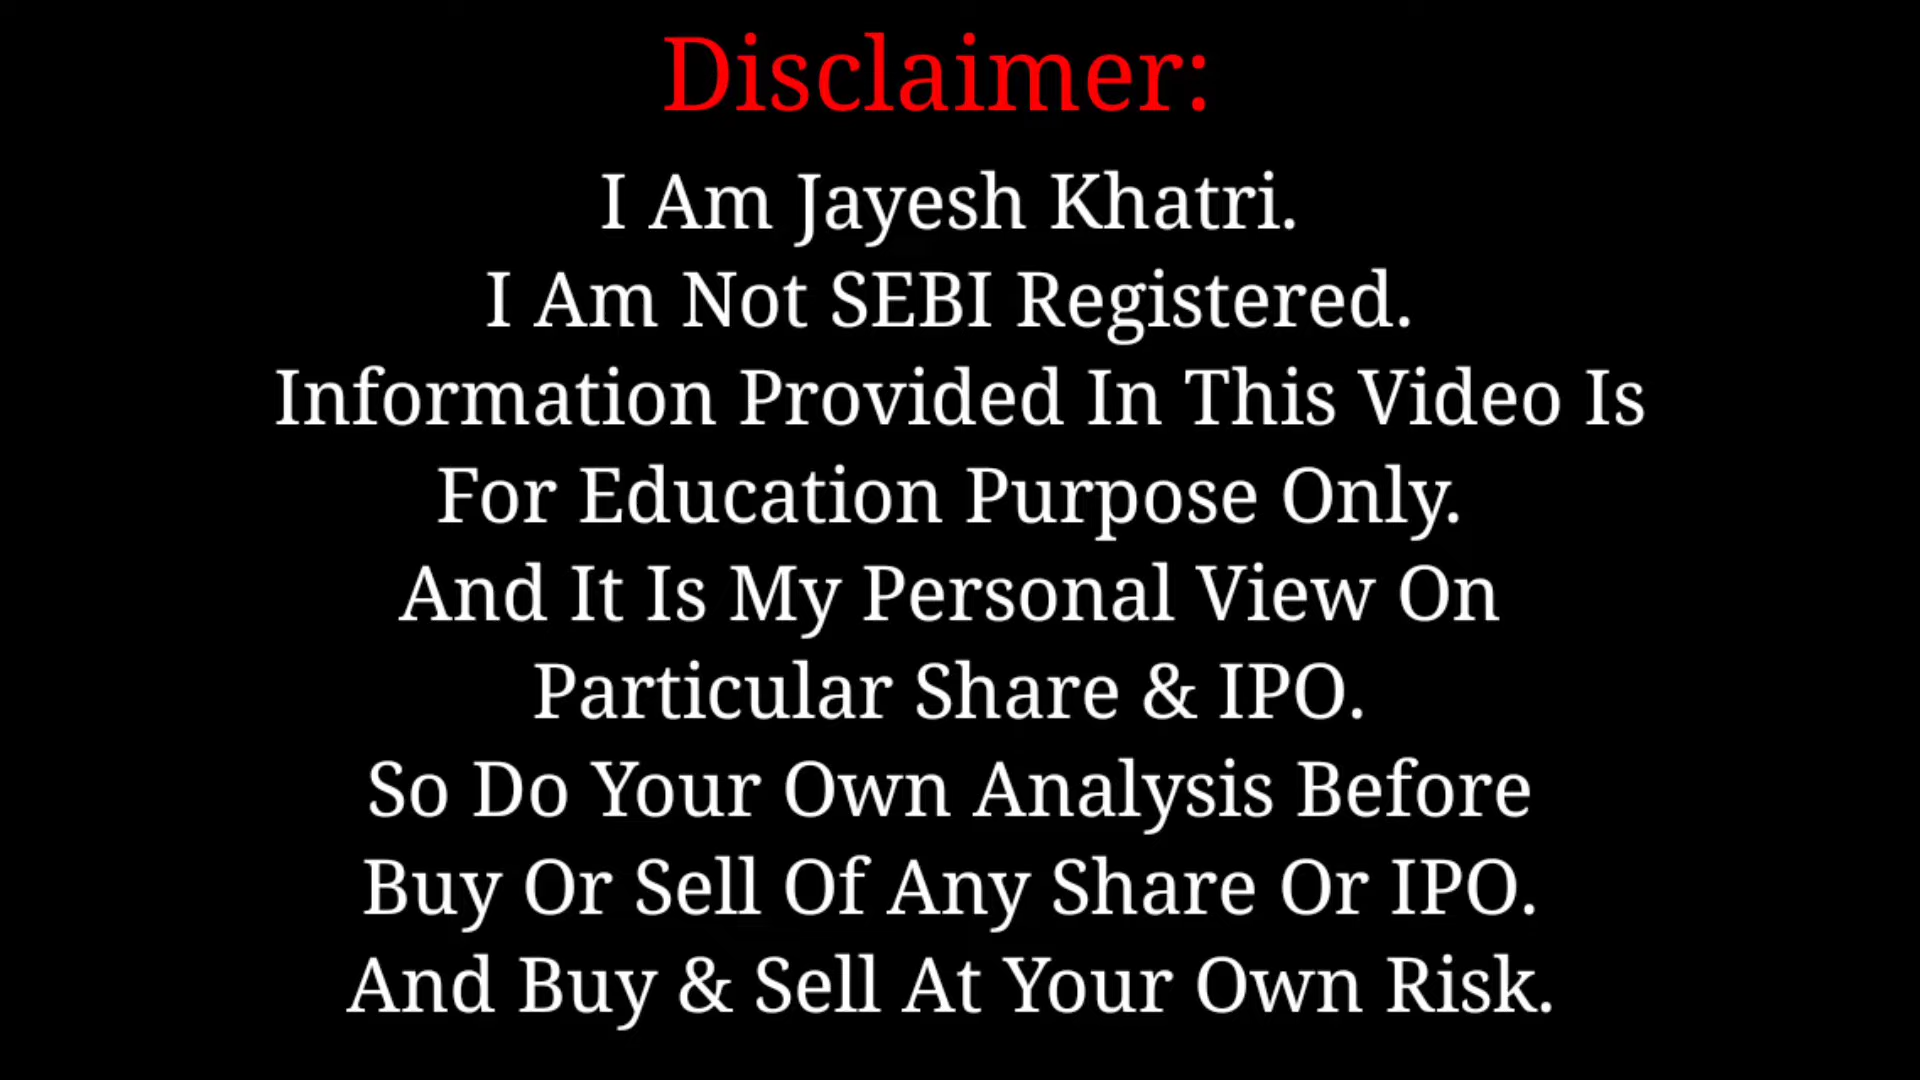 Disclaimer:
I Am Jayesh Khatri.
I Am Not SEBI Registered.
Information Provided In This Video Is
For Education Purpose Only.
And It Is My Personal View On
Particular Share & IPO.
So Do Your Own Analysis Before
Buy Or Sell Of Any Share Or IPO.
And Buy & Sell At Your Own Risk.